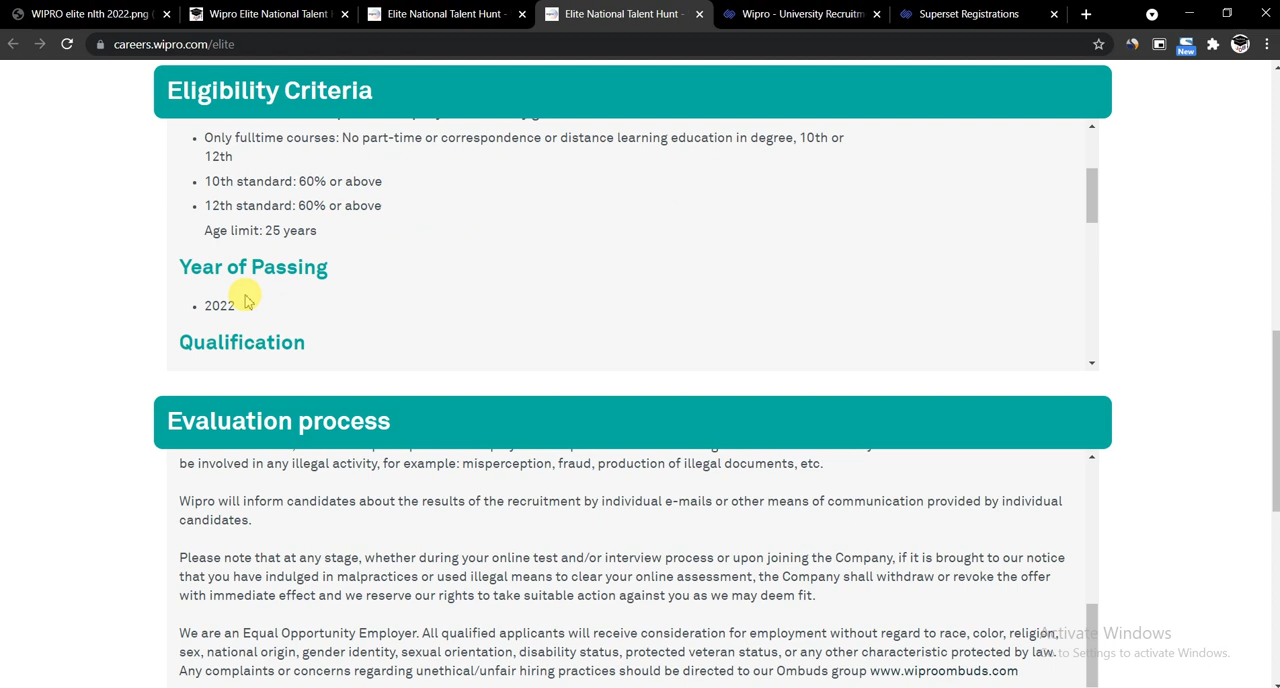 WIPRO elite nlth 2022.png (
Wipro Elite National Talent
Elite National Talent Hunt -
Elite National Talent Hunt -
Wipro - University Recruitm
Superset Registrations
careers.wipro.com/elite
New
Eligibility Criteria
• Only fulltime courses: No part-time or correspondence or distance learning education in degree, 10th or
12th
• 10th standard: 60% or above
• 12th standard: 60% or above
Age limit: 25 years
Year of Passing
• 2022
Qualification
Evaluation process
be involved in any illegal activity, for example: misperception, fraud, production of illegal documents, etc.
Wipro will inform candidates about the results of the recruitment by individual e-mails or other means of communication provided by individual
candidates.
Please note that at any stage, whether during your online test and/or interview process or upon joining the Company, if it is brought to our notice
that you have indulged in malpractices or used illegal means to clear your online assessment, the Company shall withdraw or revoke the offer
with immediate effect and we reserve our rights to take suitable action against you as we may deem fit.
We are an Equal Opportunity Employer. All qualified applicants will receive consideration for employment without regard to race, color, religion,
sex, national origin, gender identity, sexual orientation, disability status, protected veteran status, or any other characteristic protected by law.
Any complaints or concerns regarding unethical/unfair hiring practices should be directed to our Ombuds group www.wiproombuds.com
Activate Windows
Go to Settings to activate Windows.